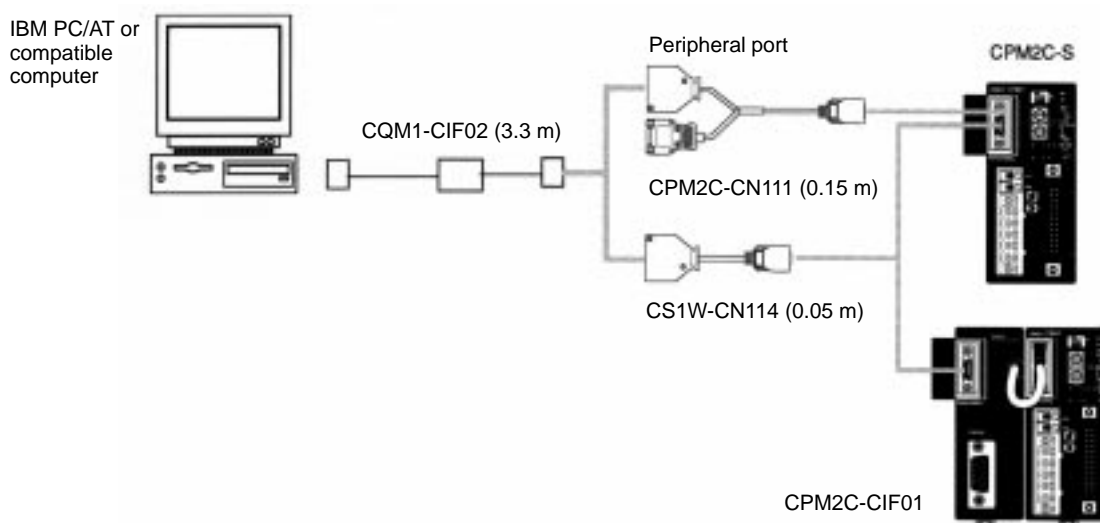 IBM PC/AT or
compatible
computer
Peripheral port
CPM2C-S
CQM1-CIF02 (3.3 m)
CPM2C-CN111 (0.15 m)
CS1W-CN114 (0.05 m)
CPM2C-CIF01